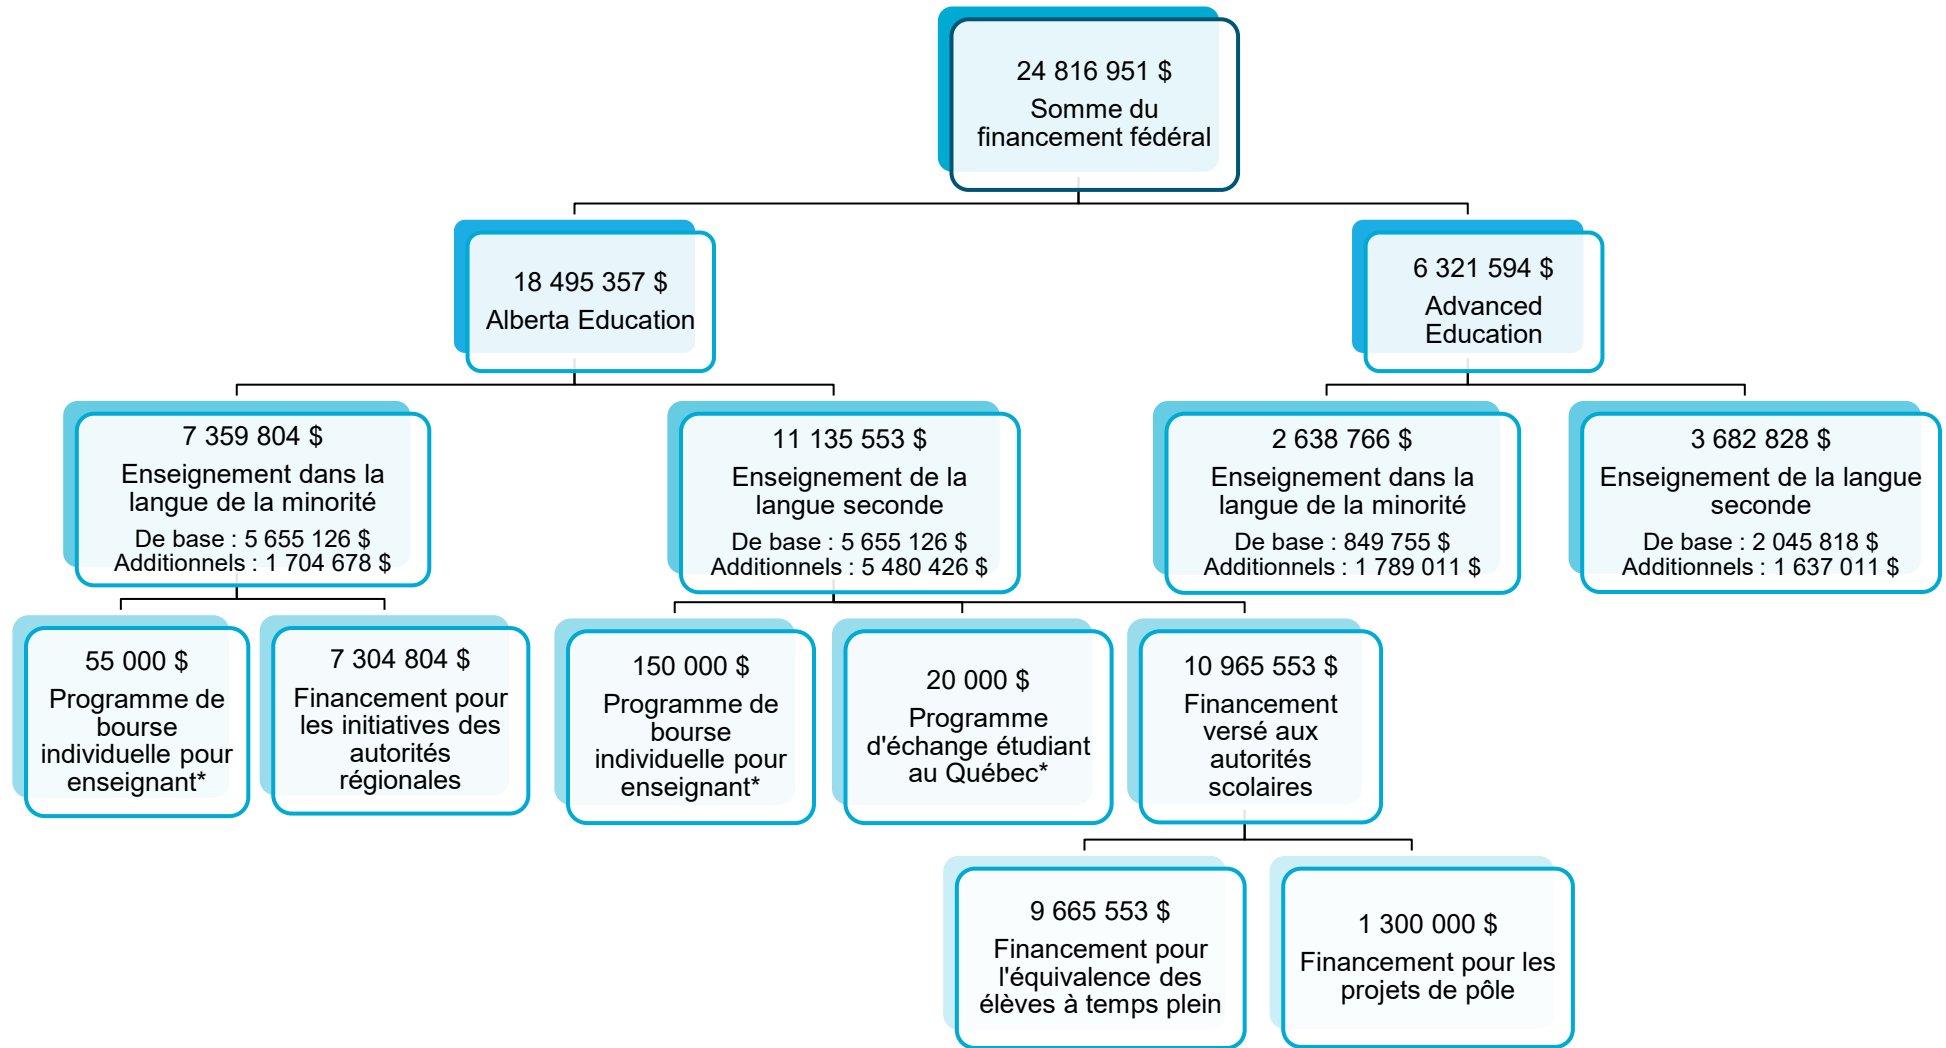 24 816 951 $
Somme du
financement fédéral
18 495 357 $
Alberta Education
6 321 594 $
Advanced
Education
7 359 804 $
Enseignement dans la
langue de la minorité
De base : 5 655 126 $
Additionnels : 1 704 678 $
11 135 553 $
Enseignement de la
langue seconde
De base : 5 655 126 $
Additionnels : 5 480 426 $
2 638 766 $
Enseignement dans la
langue de la minorité
De base : 849 755 $
Additionnels : 1 789 011 $
3 682 828 $
Enseignement de la langue
seconde
De base : 2 045 818 $
Additionnels : 1 637 011 $
55 000 $
Programme de
bourse
individuelle pour
enseignant*
7 304 804 $
Financement pour
les initiatives des
autorités
régionales
150 000 $
Programme de
bourse
individuelle pour
enseignant*
20 000 $
Programme
d'échange étudiant
au Québec*
10 965 553 $
Financement
versé aux
autorités
scolaires
9 665 553 $
Financement pour
l'équivalence des
élèves à temps plein
1 300 000 $
Financement pour les
projets de pôle